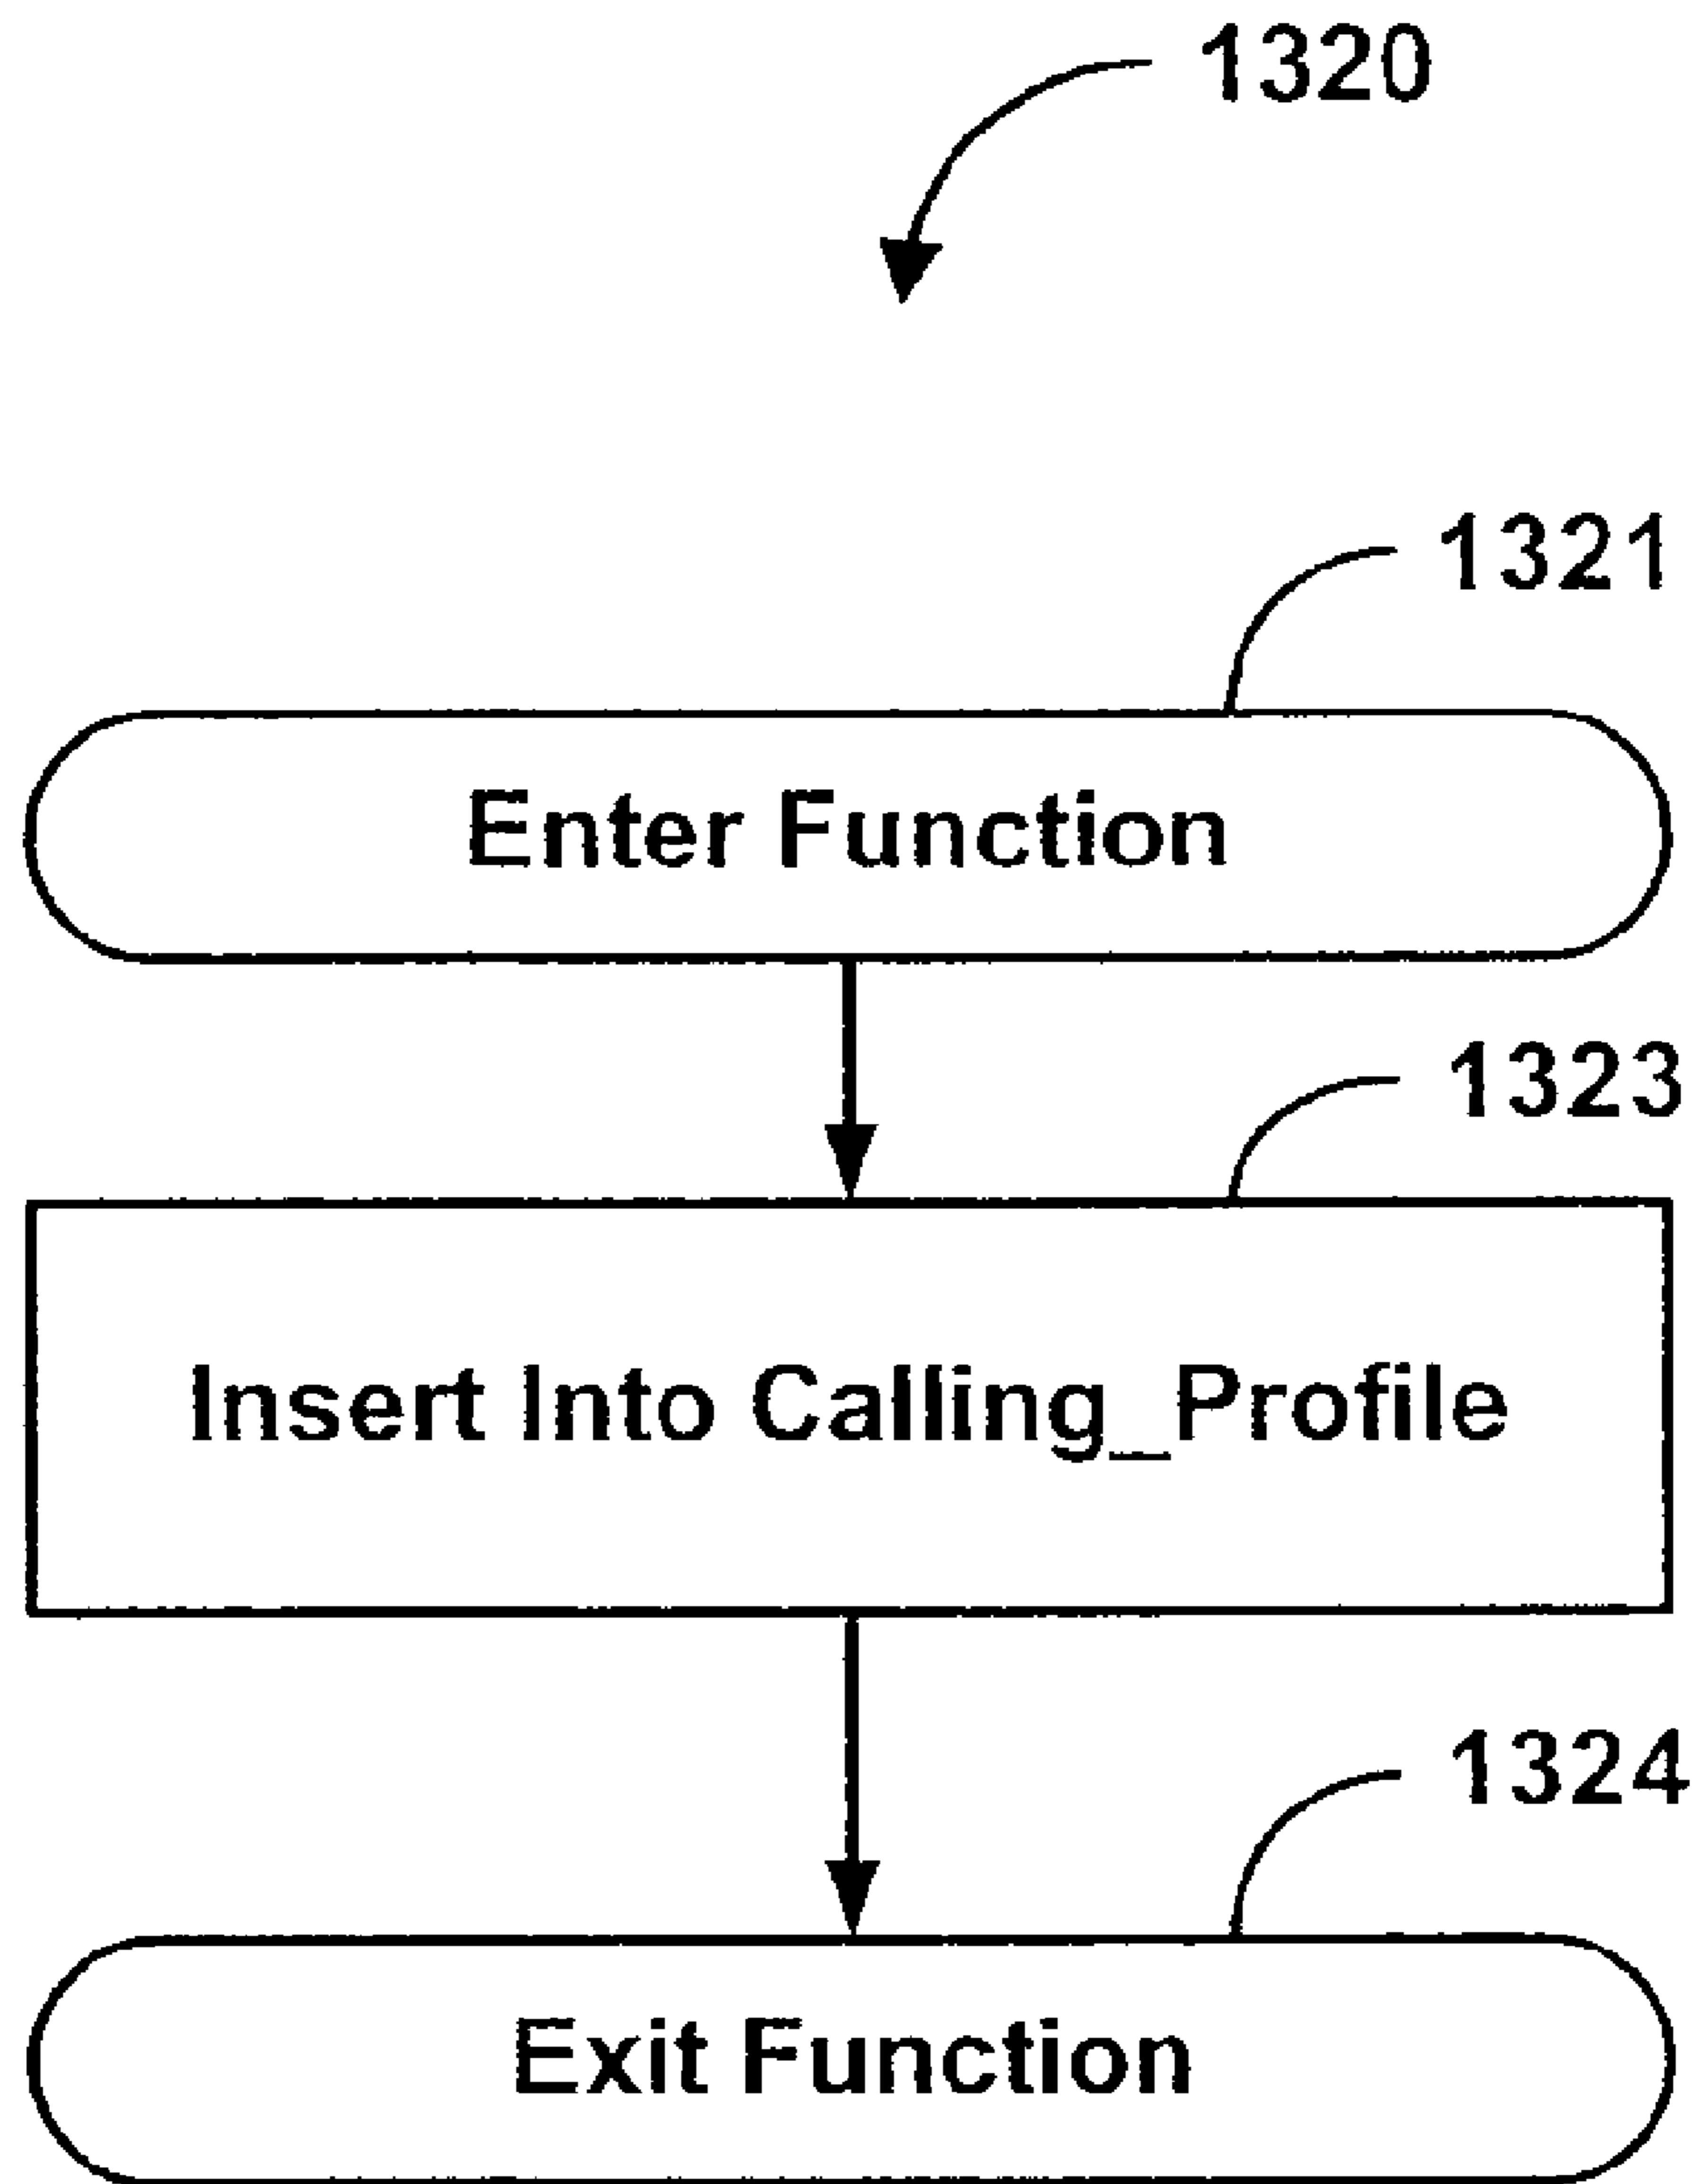 1320
1321
Enter Function
1323
Insert Into Calling_Profile
1324
Exit Function